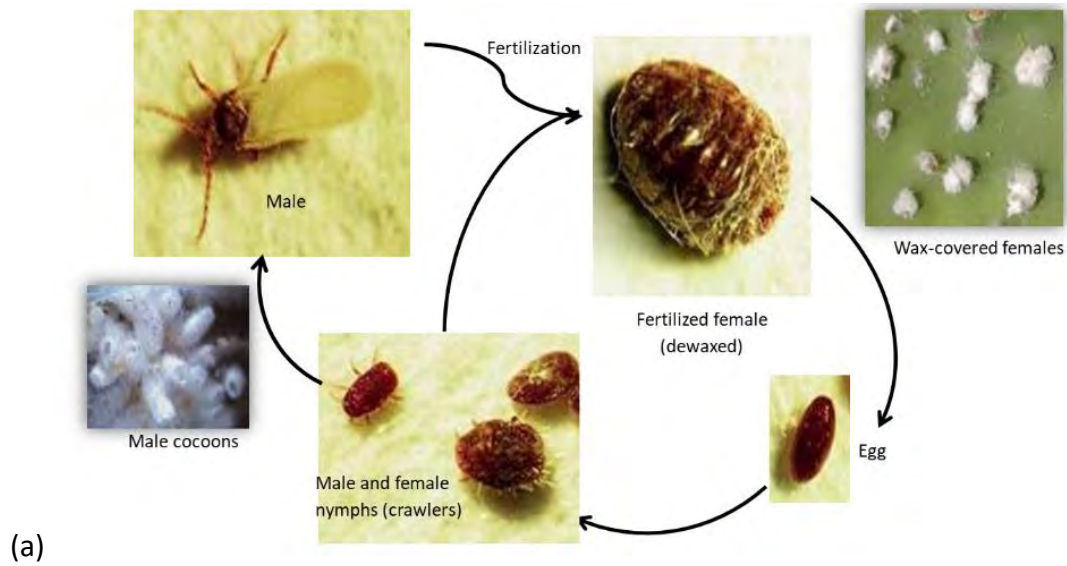 Fertilization
Male
Wax-covered females
Fertilized female
(dewaxed)
Male cocoons
Male and female
nymphs (crawlers)
Egg
(a)